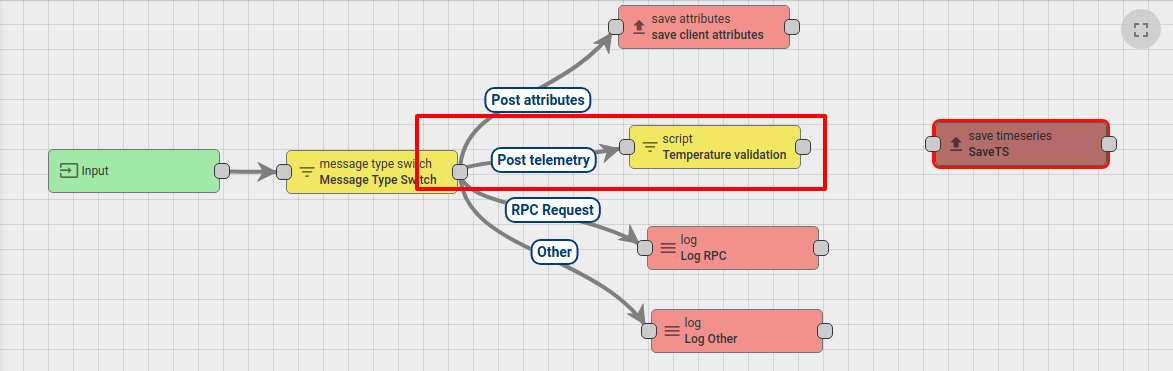 save attributes
save client attributes
Post attributes
script
Temperature validation
save timeseries
SaveTS
Input
message type switch
Message Type Switch
Post telemetry
RPC Request
log
Log RPC
Other
log
Log Other